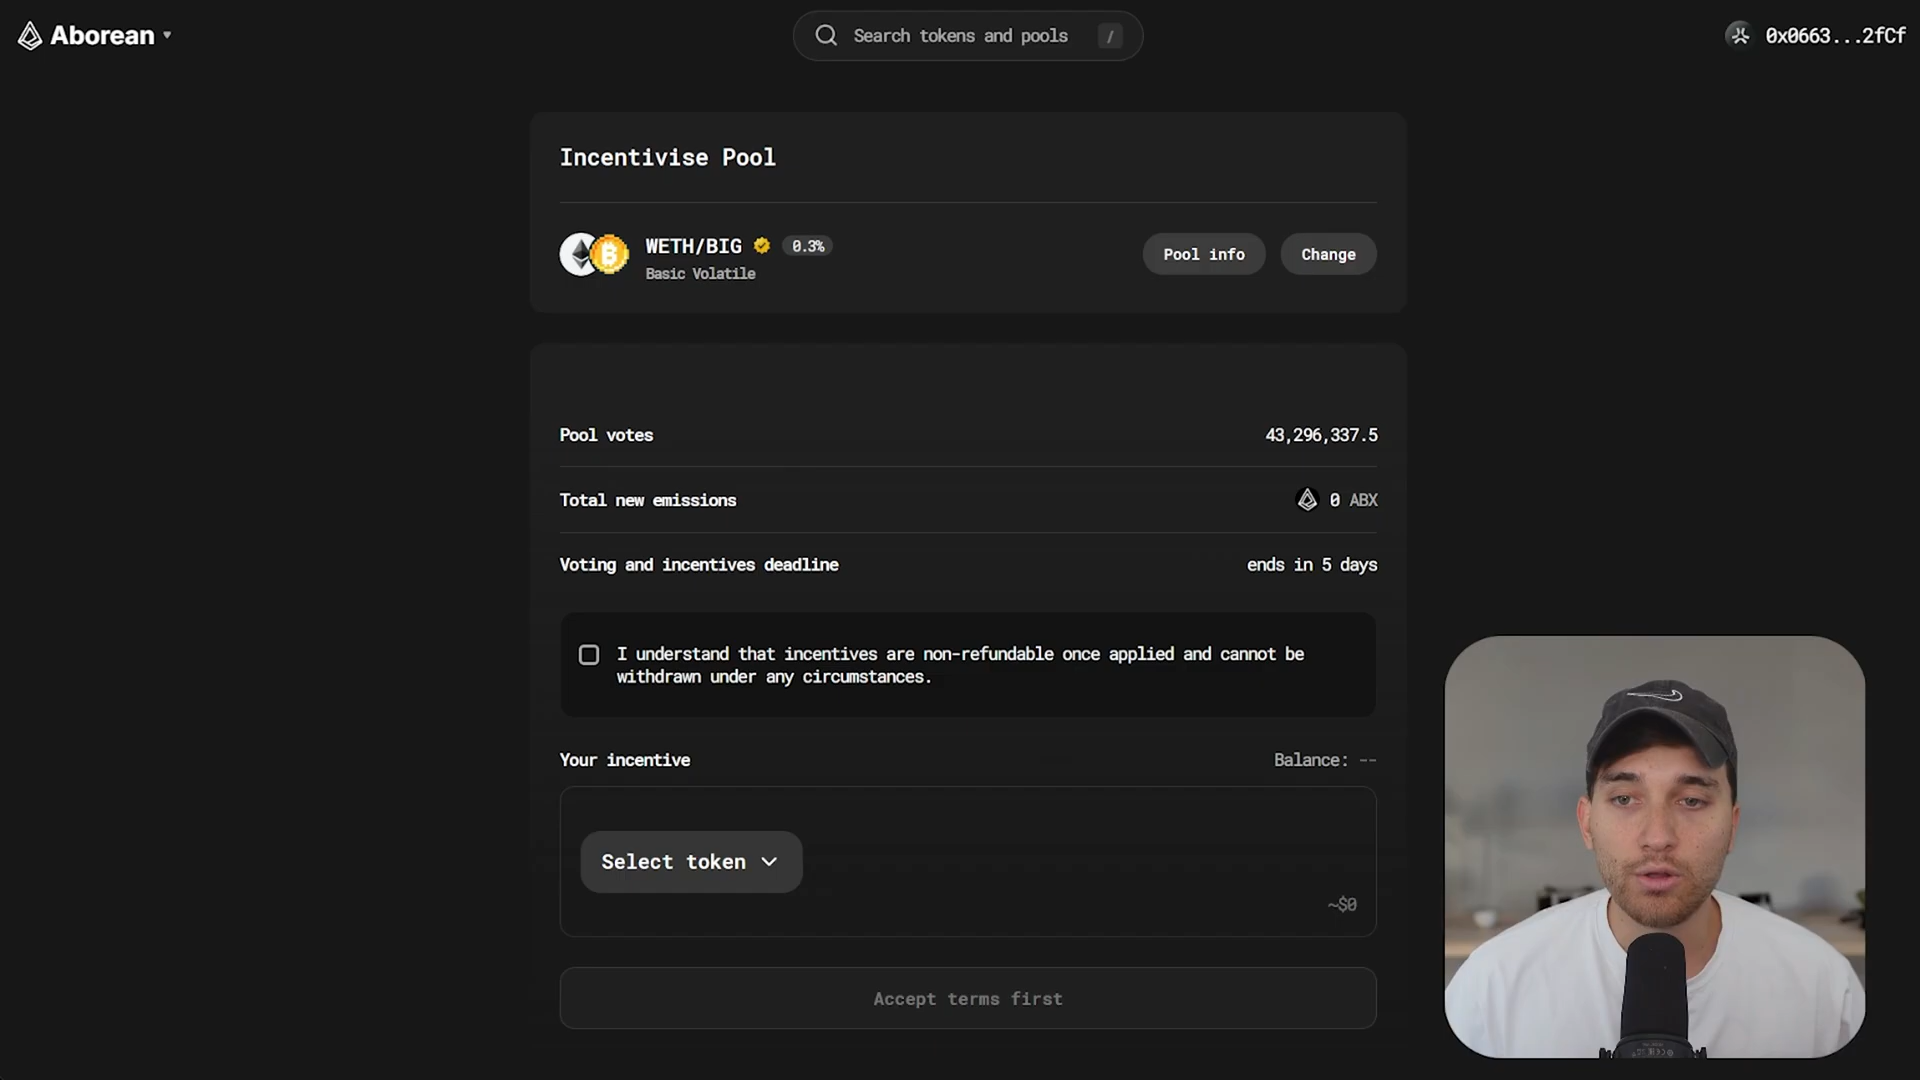 Aborean
Search tokens and pools /
0x0663...2fCf
Incentivise Pool
WETH/BIG 0.3%
Basic Volatile
Pool info
Change
Pool votes 43,296,337.5
Total new emissions 0 ABX
Voting and incentives deadline ends in 5 days
I understand that incentives are non-refundable once applied and cannot be
withdrawn under any circumstances.
Your incentive Balance: --
Select token
~$0
Accept terms first